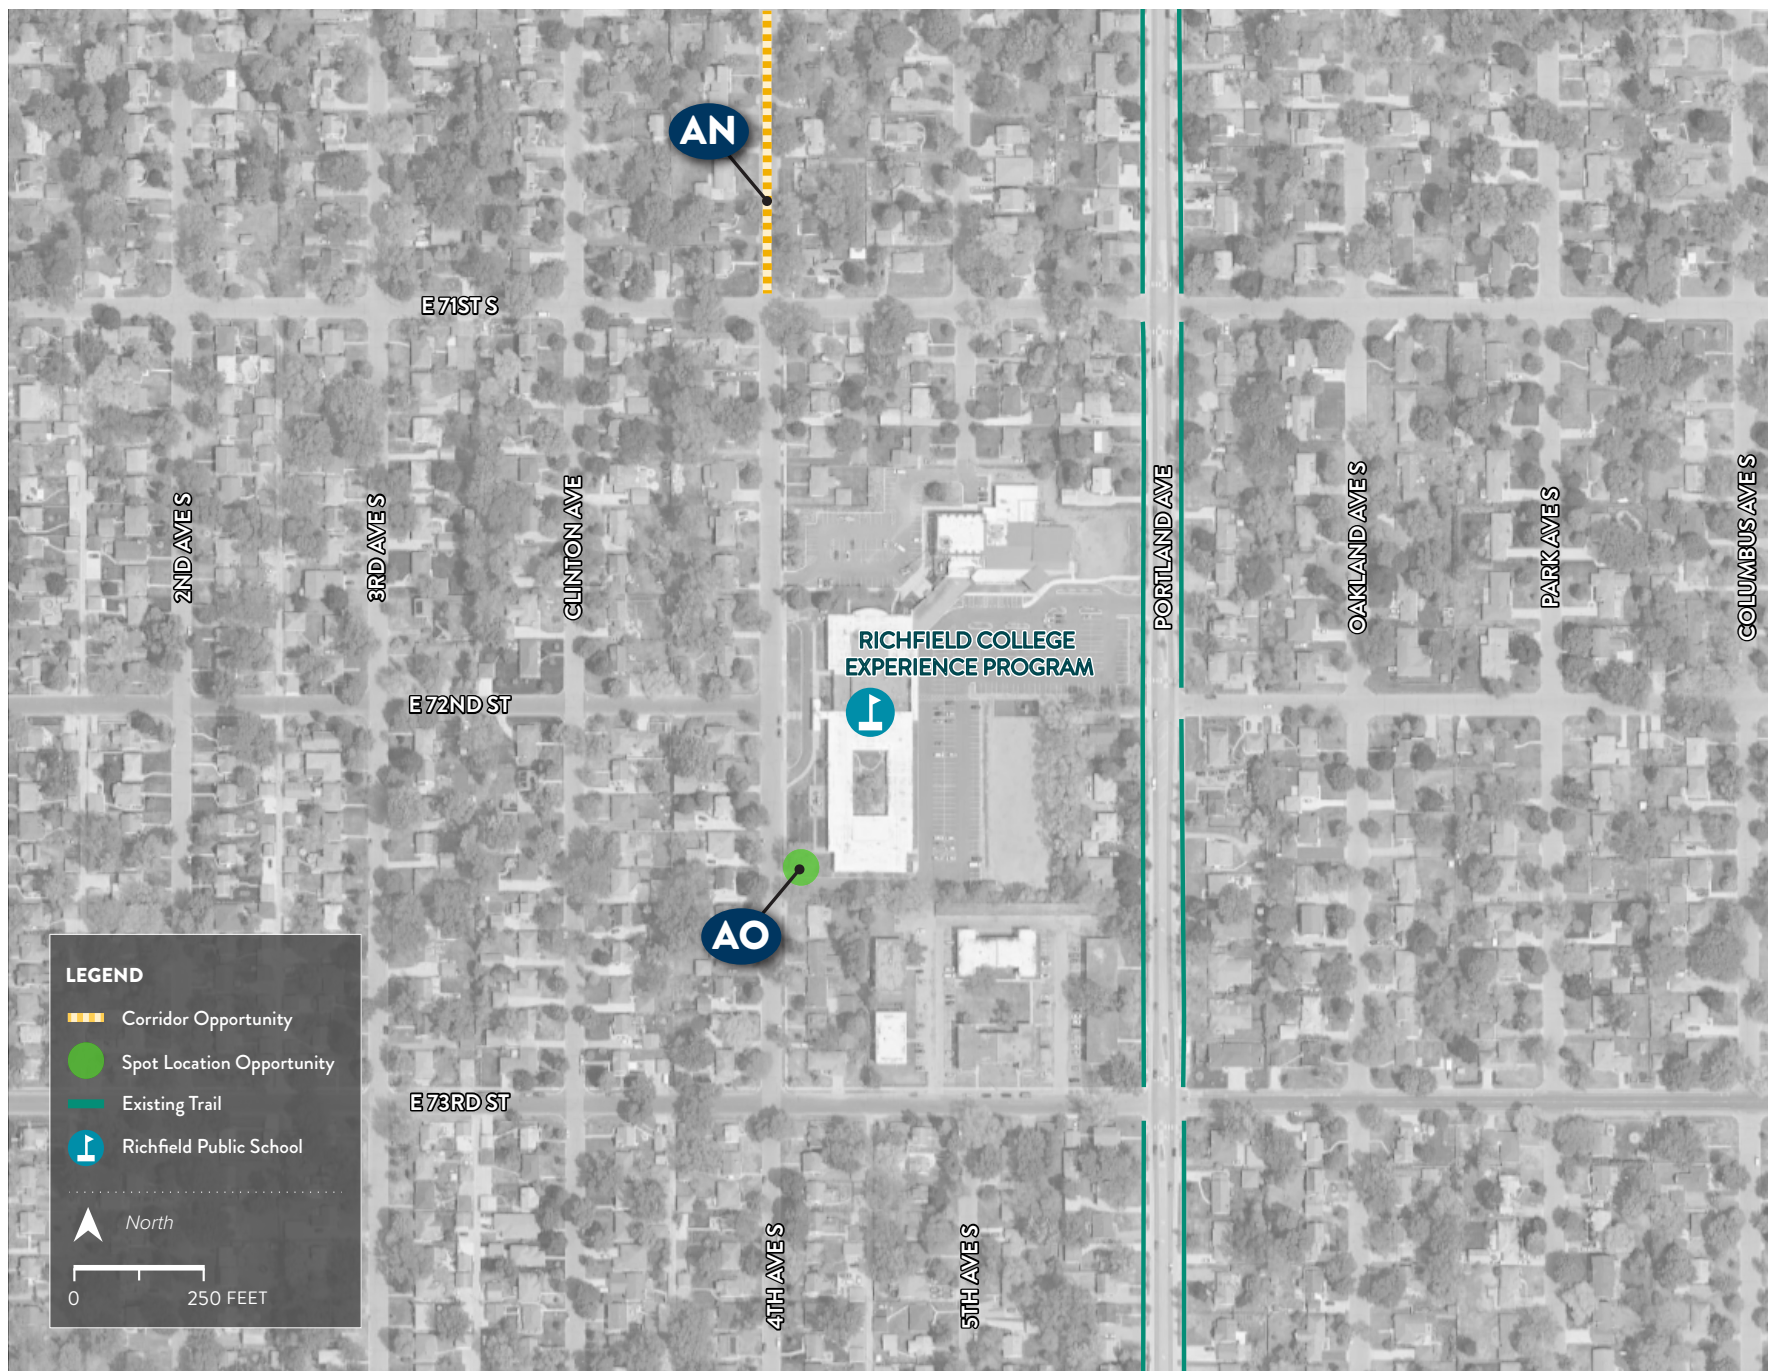 AN
E 71ST S
2ND AVE S
3RD AVE S
CLINTON AVE
PORTLAND AVE
OAKLAND AVE S
PARK AVE S
COLUMBUS AVE S
RICHFIELD COLLEGE
EXPERIENCE PROGRAM
E 72ND ST
AO
LEGEND
Corridor Opportunity
Spot Location Opportunity
Existing Trail
Richfield Public School
North
0 250 FEET
E 73RD ST
4TH AVE S
5TH AVE S